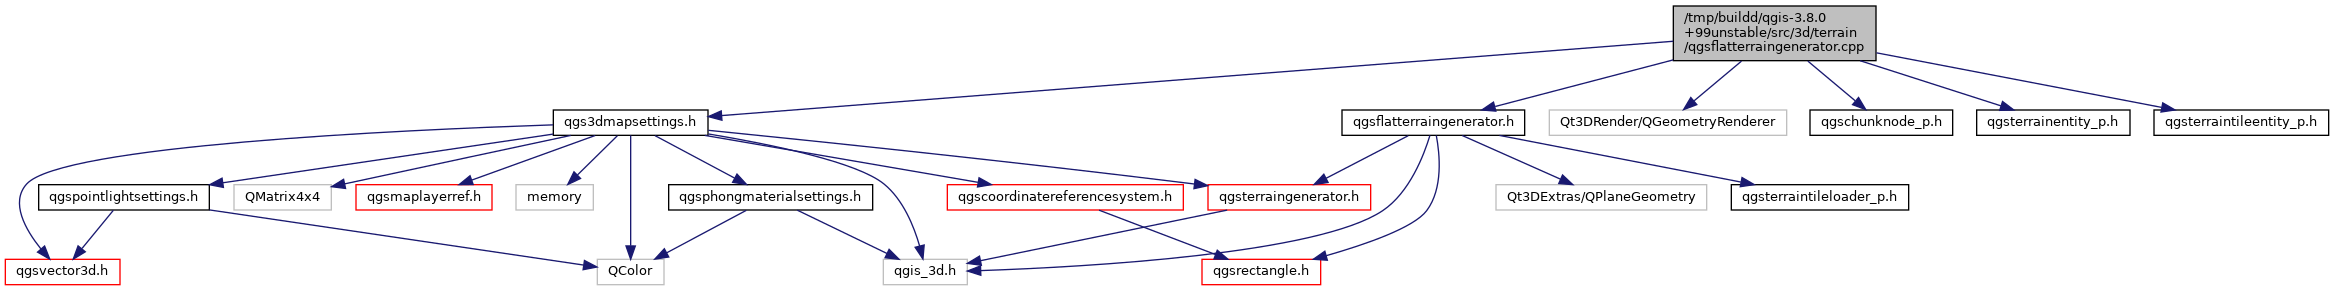 /tmp/buildd/qgis-3.8.0
+99unstable/src/3d/terrain
/qgsflatterraingenerator.cpp
qgs3dmapsettings.h
qgsflatterraingenerator.h
Qt3DRender/QGeometryRenderer
qgschunknode_p.h
qgsterrainentity_p.h
qgsterraintileentity_p.h
qgspointlightsettings.h
QMatrix4x4
qgsmaplayerref.h
memory
qgsphongmaterialsettings.h
qgscoordinatereferencesystem.h
qgsterraingenerator.h
Qt3DExtras/QPlaneGeometry
qgsterraintileloader_p.h
qgsvector3d.h
QColor
qgis_3d.h
qgsrectangle.h